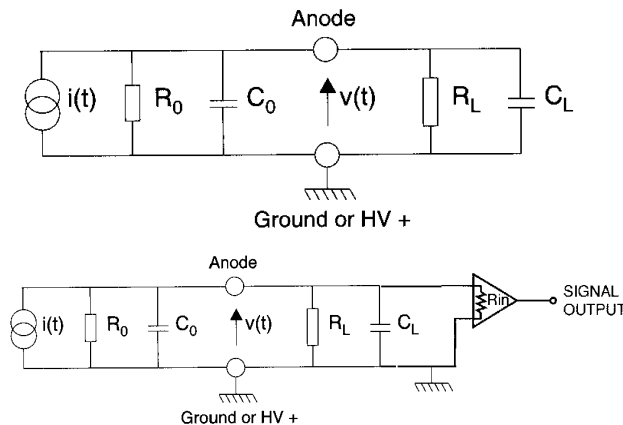 Anode
i(t) R0 C0 v(t) RL CL
Ground or HV +
Anode
i(t) R0 C0 v(t) RL CL Rin SIGNAL
OUTPUT
Ground or HV +